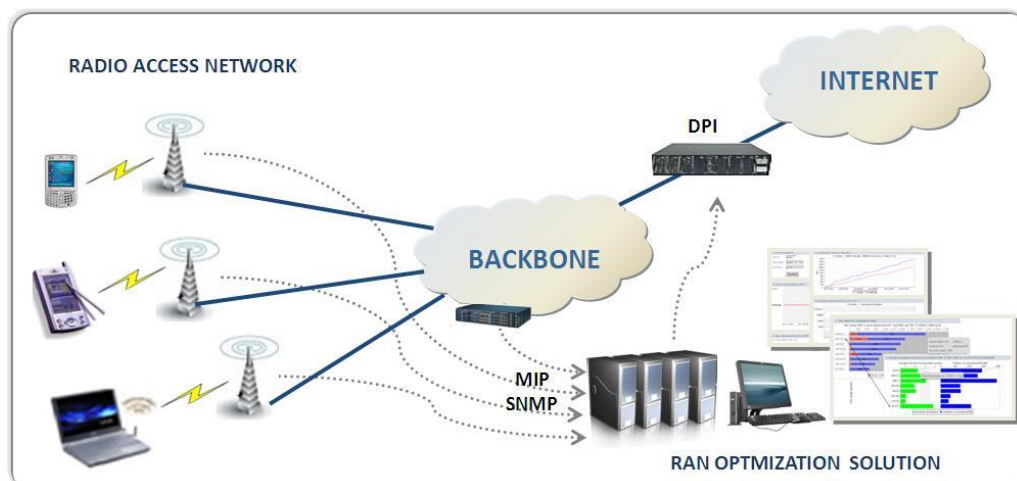 RADIO ACCESS NETWORK
INTERNET
DPI
BACKBONE
MIP
SNMP
RAN OPTMIZATION SOLUTION